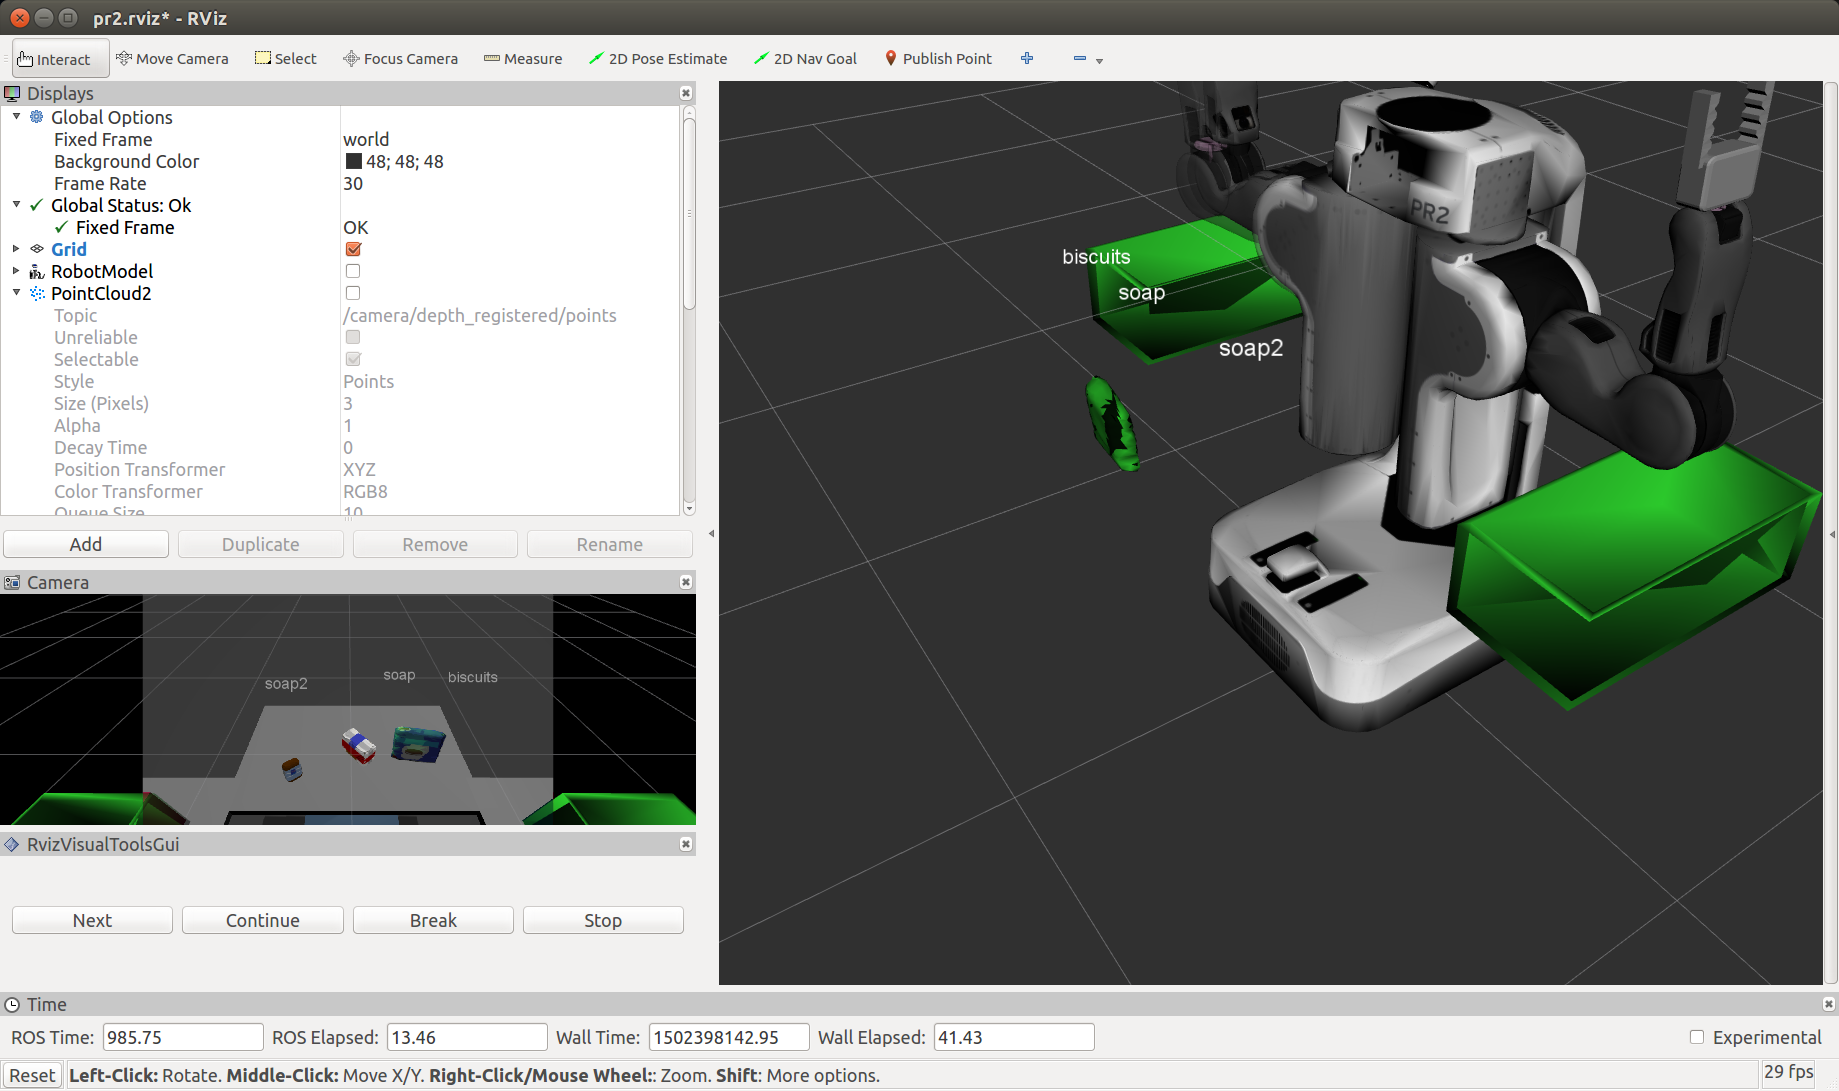 pr2.rviz* - RViz
Interact Move Camera Select Focus Camera Measure 2D Pose Estimate 2D Nav Goal Publish Point
Displays
Global Options
Fixed Frame world
Background Color 48; 48; 48
Frame Rate 30
Global Status: Ok
Fixed Frame OK
Grid
RobotModel
PointCloud2
Topic /camera/depth_registered/points
Unreliable
Selectable
Style Points
Size (Pixels) 3
Alpha 1
Decay Time 0
Position Transformer XYZ
Color Transformer RGB8
Queue Size 10
Add Duplicate Remove Rename
Camera
soap2 soap biscuits
RvizVisualToolsGui
Next Continue Break Stop
PR2
biscuits
soap
soap2
Time
ROS Time: 985.75 ROS Elapsed: 13.46 Wall Time: 1502398142.95 Wall Elapsed: 41.43 Experimental
Reset Left-Click: Rotate. Middle-Click: Move X/Y. Right-Click/Mouse Wheel:: Zoom. Shift: More options. 29 fps